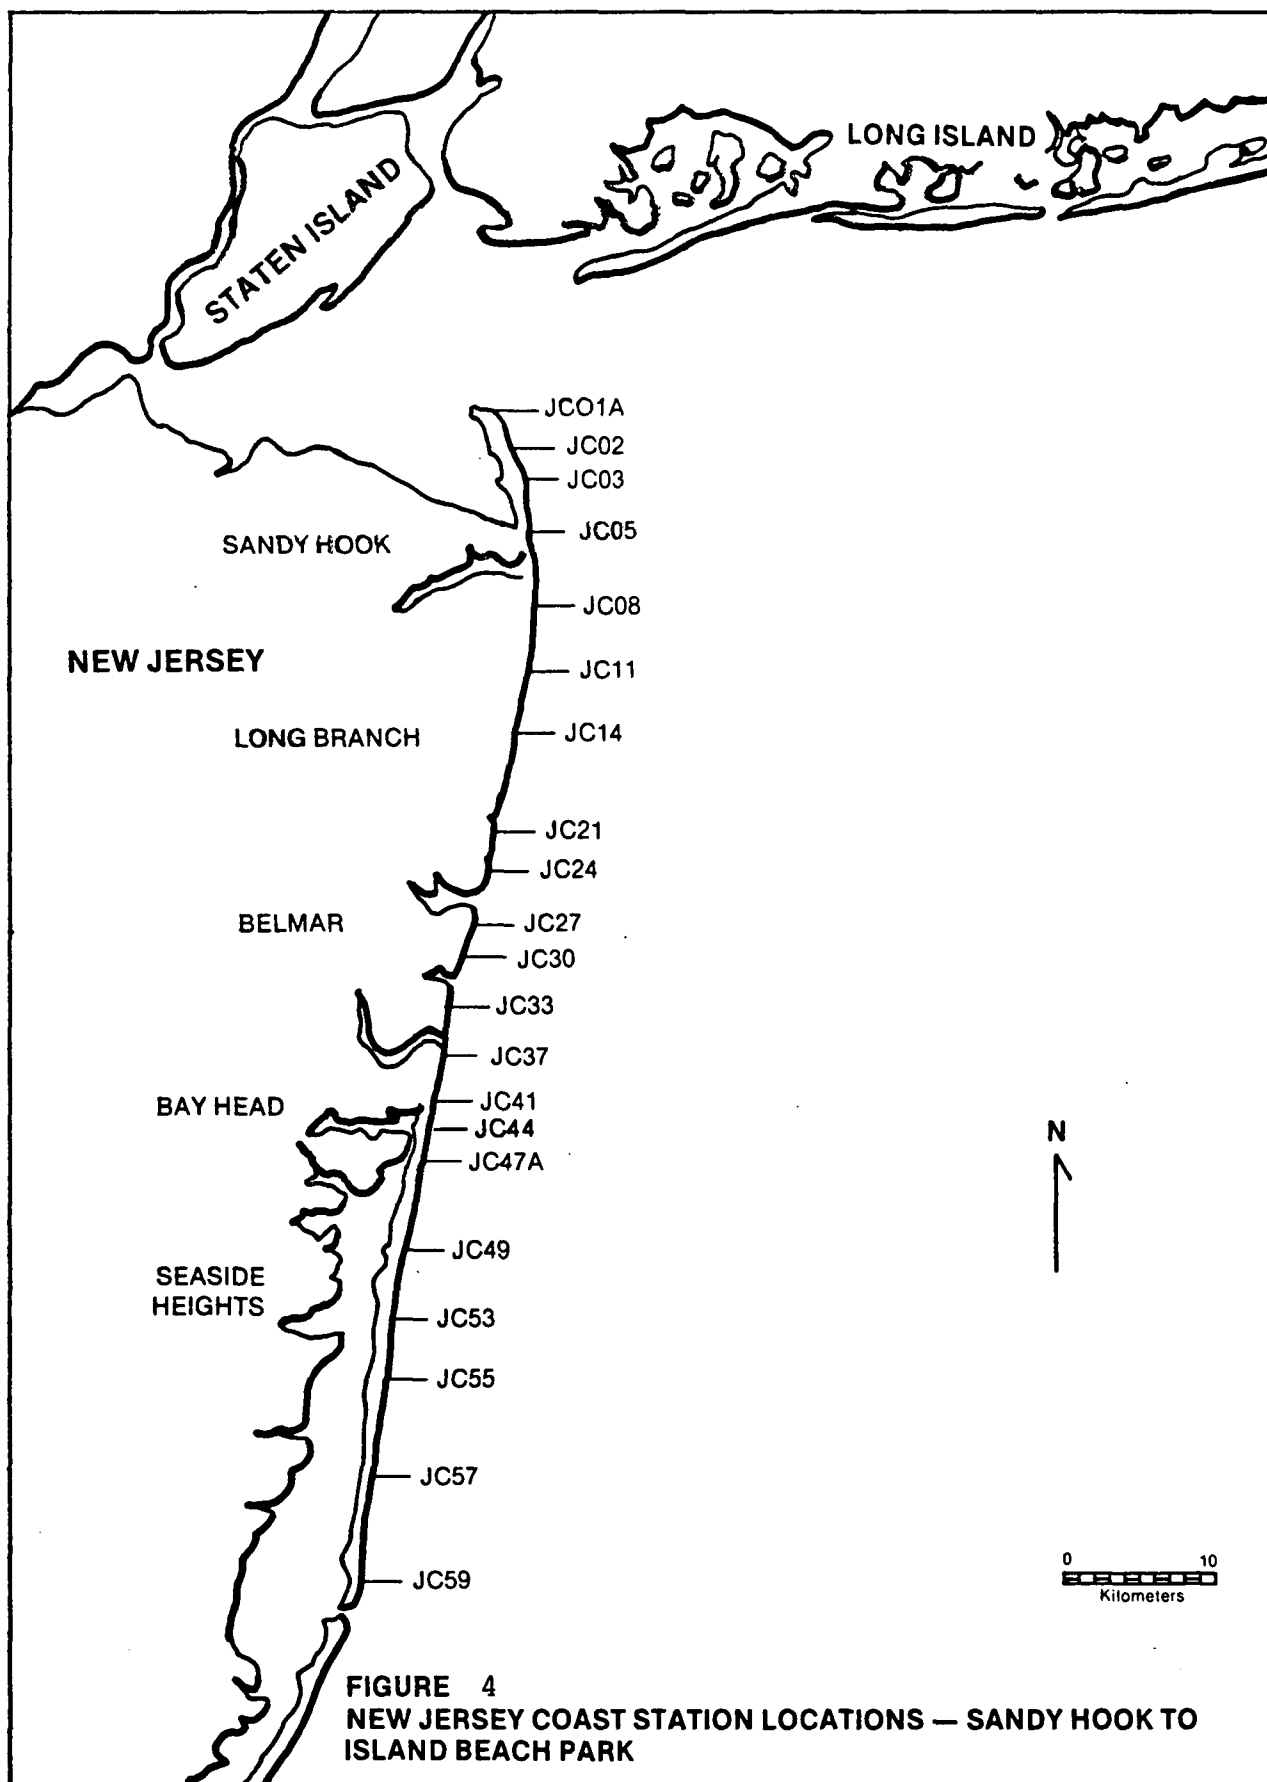 LONG ISLAND
STATEN ISLAND
JCO1A
JC02
JC03
JC05
SANDY HOOK
JC08
NEW JERSEY
JC11
LONG BRANCH
JC14
JC21
JC24
BELMAR
JC27
JC30
JC33
JC37
BAY HEAD
JC41
JC44
JC47A
N
JC49
SEASIDE
HEIGHTS
JC53
JC55
JC57
JC59
0 10
Kilometers
FIGURE 4
NEW JERSEY COAST STATION LOCATIONS — SANDY HOOK TO
ISLAND BEACH PARK